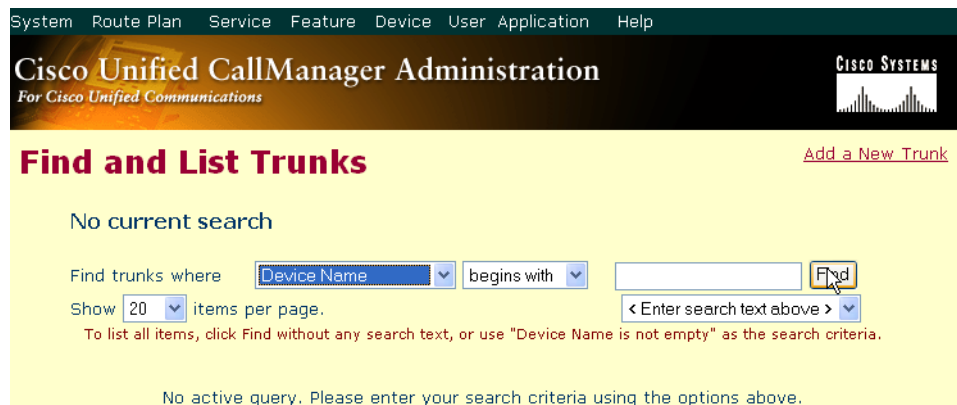 System Route Plan Service Feature Device User Application Help
Cisco Unified CallManager Administration
For Cisco Unified Communications
CISCO SYSTEMS
Find and List Trunks
Add a New Trunk
No current search
Find trunks where Device Name begins with Find
Show 20 items per page. < Enter search text above >
To list all items, click Find without any search text, or use "Device Name is not empty" as the search criteria.
No active query. Please enter your search criteria using the options above.